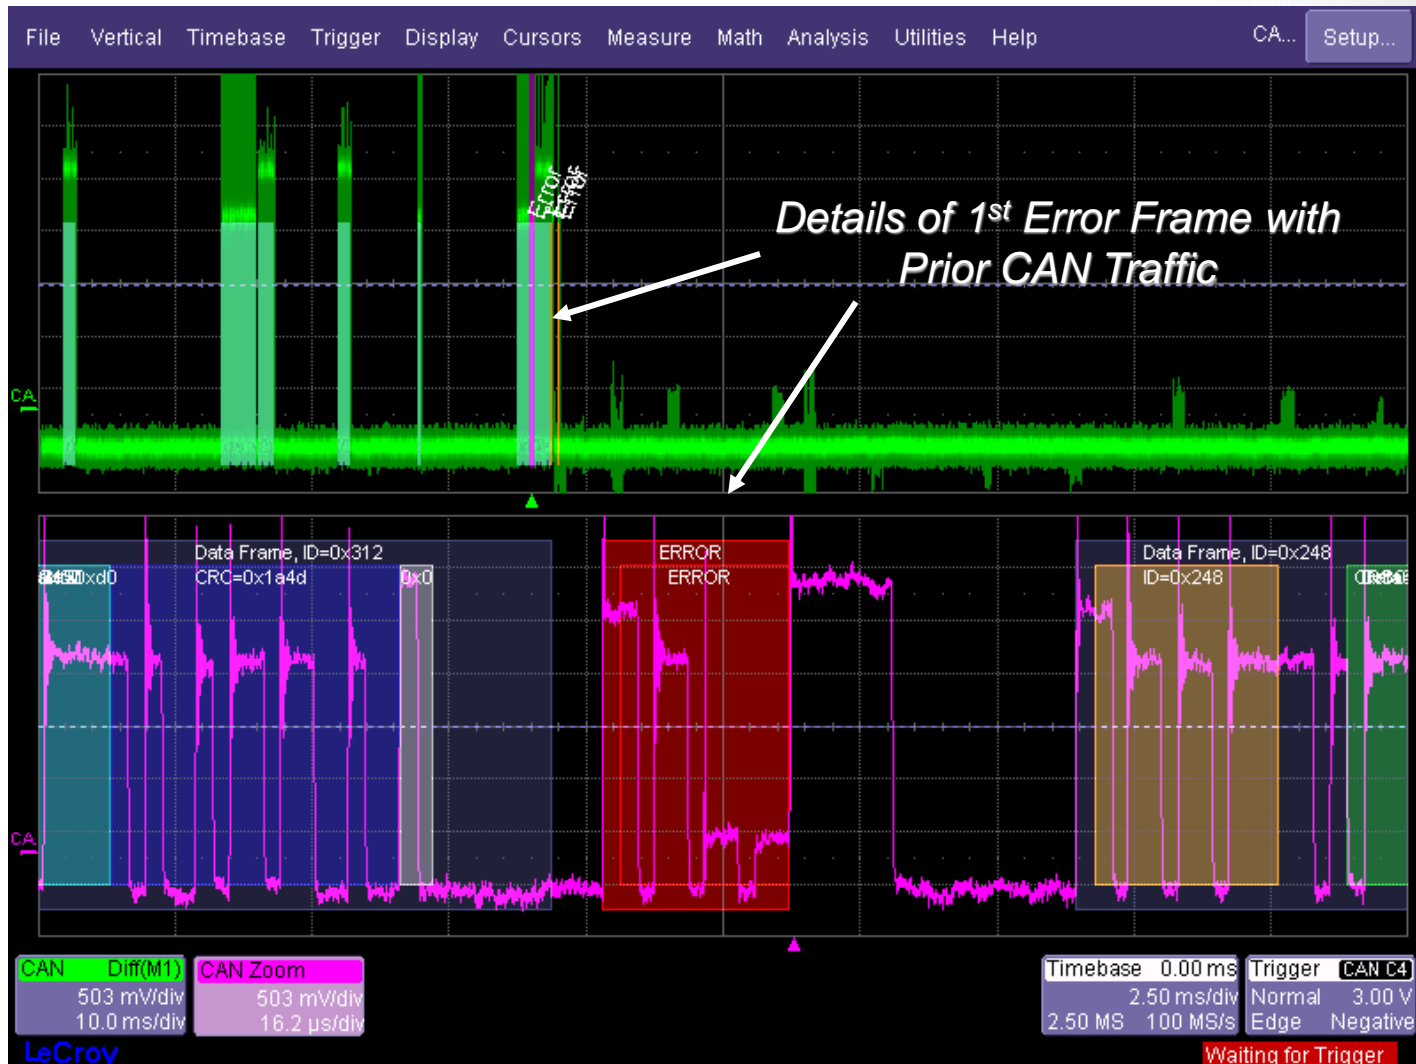 File Vertical Timebase Trigger Display Cursors Measure Math Analysis Utilities Help CA... Setup...
Error
Error
Error
Details of 1st Error Frame with
Prior CAN Traffic
CA
Data Frame, ID=0x312
ERROR
Data Frame, ID=0x248
CRC=0x1a4d
0x0
ERROR
ID=0x248
CA
CAN Diff(M1)
503 mV/div
10.0 ms/div
CAN Zoom
503 mV/div
16.2 µs/div
Timebase 0.00 ms
2.50 ms/div
2.50 MS 100 MS/s
Trigger CAN C4
Normal 3.00 V
Edge Negative
LeCroy
Waiting for Trigger